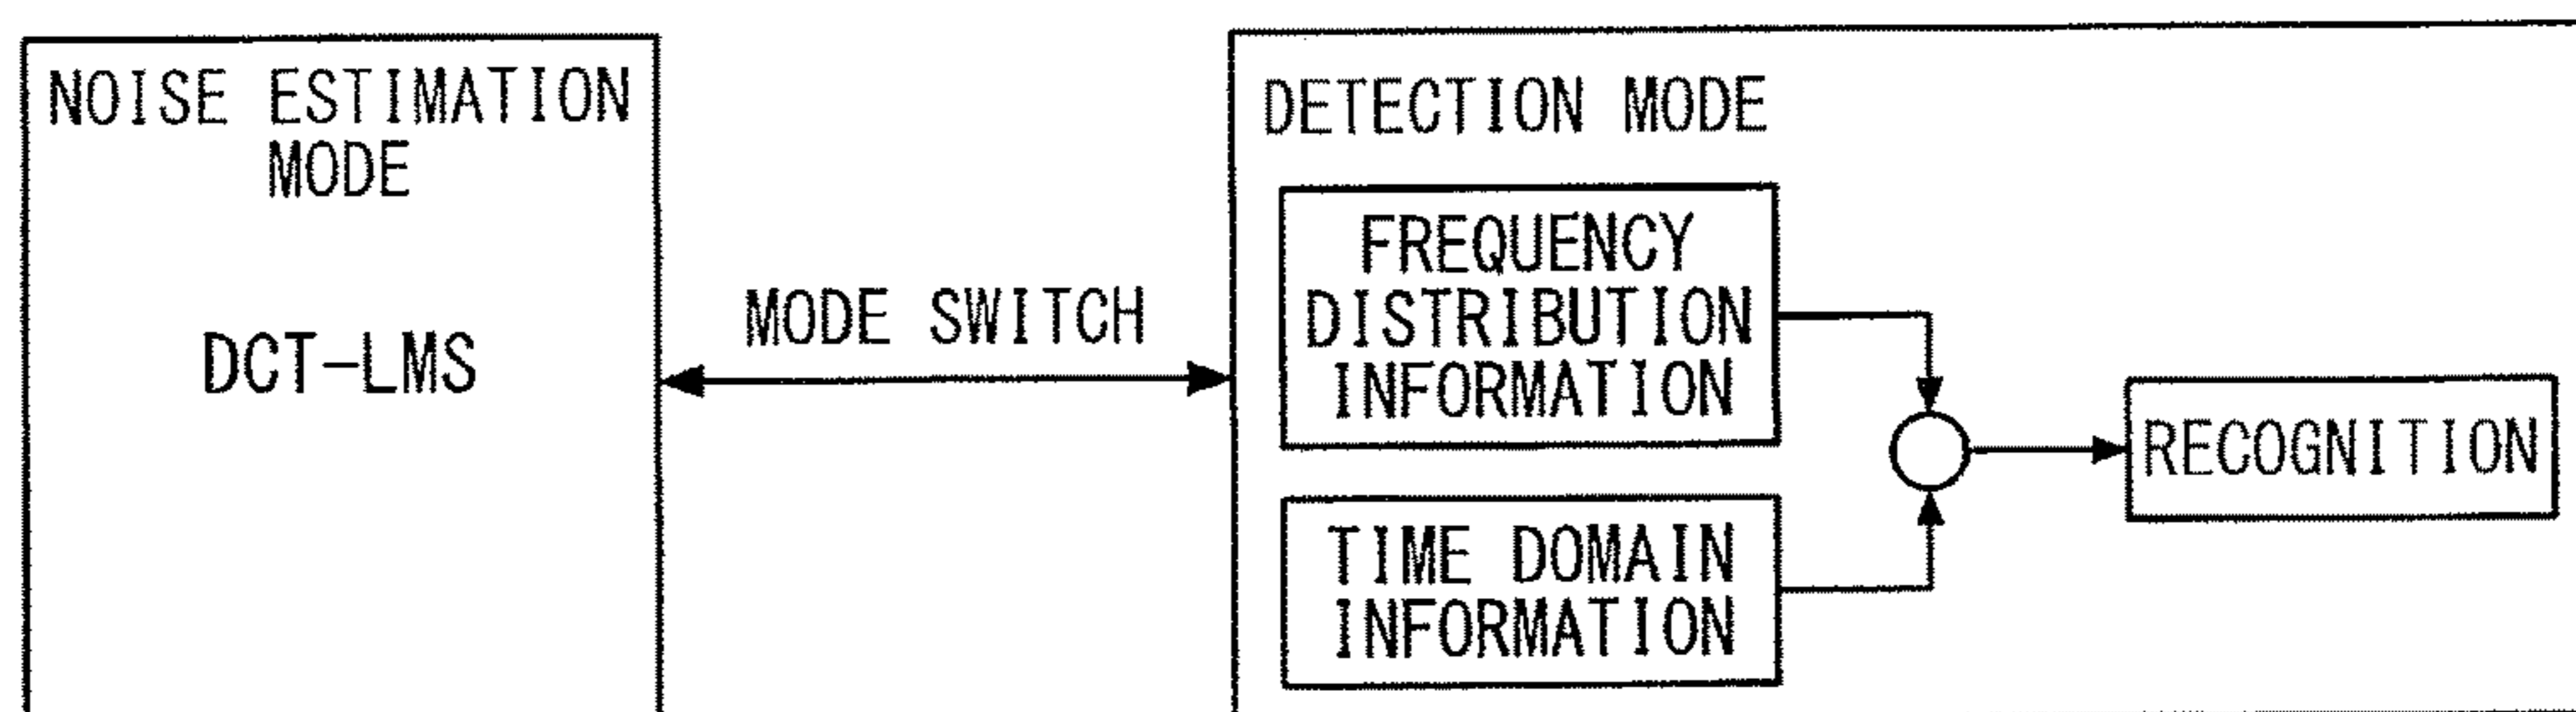 NOISE ESTIMATION
MODE
DCT-LMS
MODE SWITCH
DETECTION MODE
FREQUENCY
DISTRIBUTION
INFORMATION
TIME DOMAIN
INFORMATION
RECOGNITION